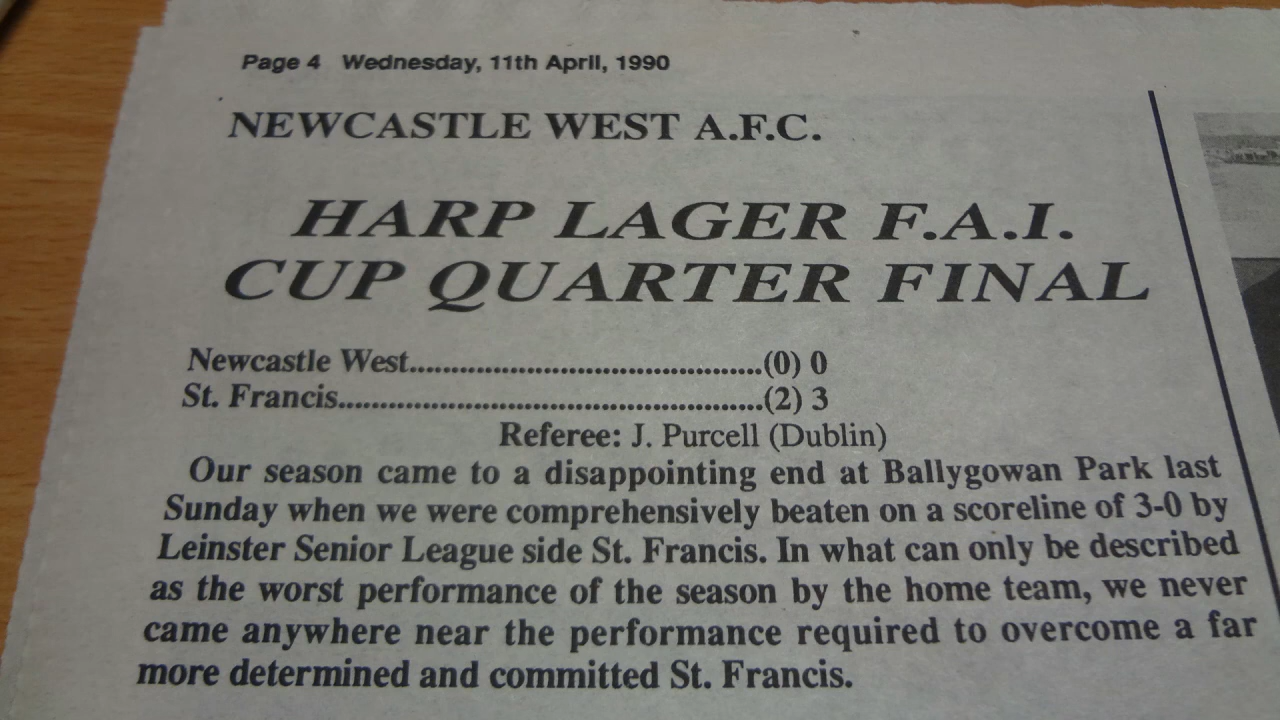 Page 4 Wednesday, 11th April, 1990
NEWCASTLE WEST A.F.C.
HARP LAGER F.A.I.
CUP QUARTER FINAL
Newcastle West..........................................(0) 0
St. Francis..................................................(2) 3
Referee: J. Purcell (Dublin)
Our season came to a disappointing end at Ballygowan Park last
Sunday when we were comprehensively beaten on a scoreline of 3-0 by
Leinster Senior League side St. Francis. In what can only be described
as the worst performance of the season by the home team, we never
came anywhere near the performance required to overcome a far
more determined and committed St. Francis.